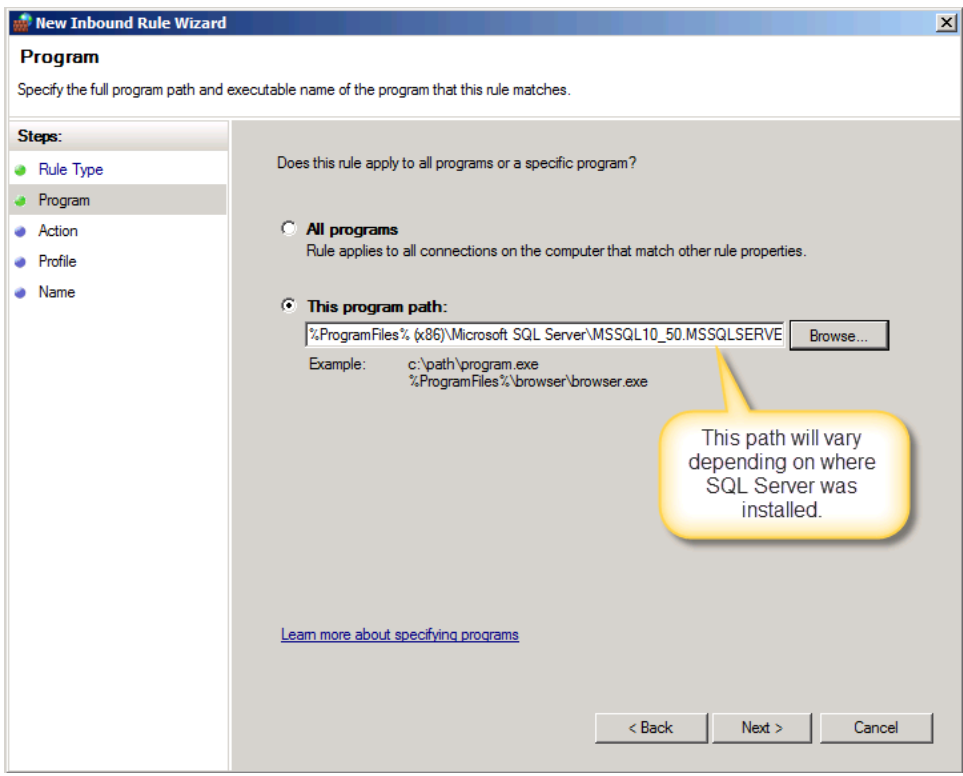 New Inbound Rule Wizard
Program
Specify the full program path and executable name of the program that this rule matches.
Steps:
Rule Type
Program
Action
Profile
Name
Does this rule apply to all programs or a specific program?
All programs
Rule applies to all connections on the computer that match other rule properties.
This program path:
%ProgramFiles% (x86)\Microsoft SQL Server\MSSQL10_50.MSSQLSERVE
Browse...
Example:
c:\path\program.exe
%ProgramFiles%\browser\browser.exe
This path will vary
depending on where
SQL Server was
installed.
Learn more about specifying programs
< Back
Next >
Cancel